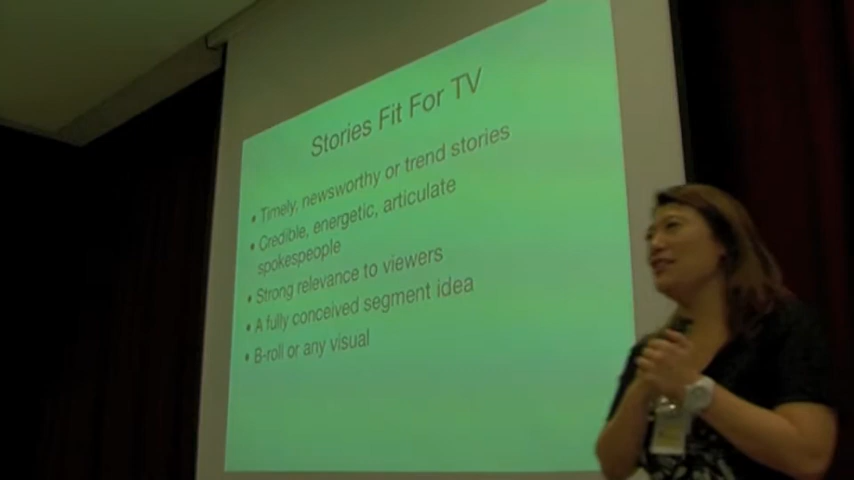 Stories Fit For TV
• Timely, newsworthy or trend stories
• Credible, energetic, articulate
spokespeople
• Strong relevance to viewers
• A fully conceived segment idea
• B-roll or any visual